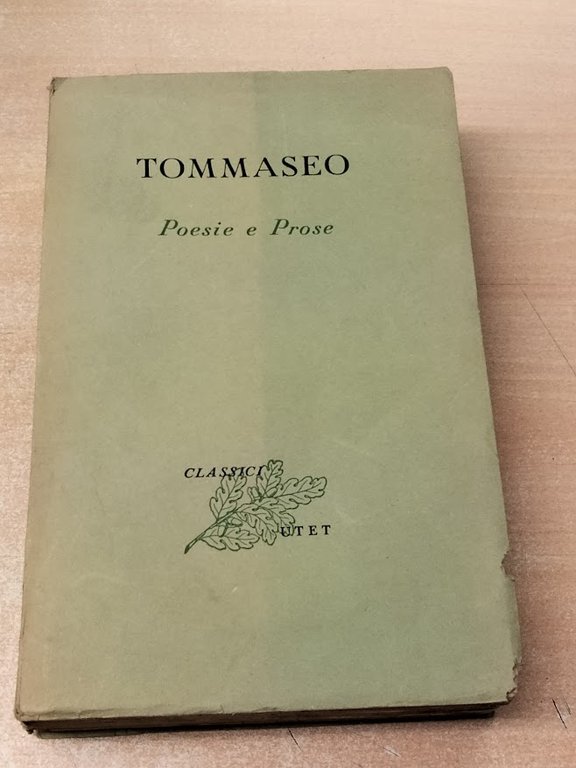 TOMMASEO
Poesie e Prose
CLASSICI
UTET